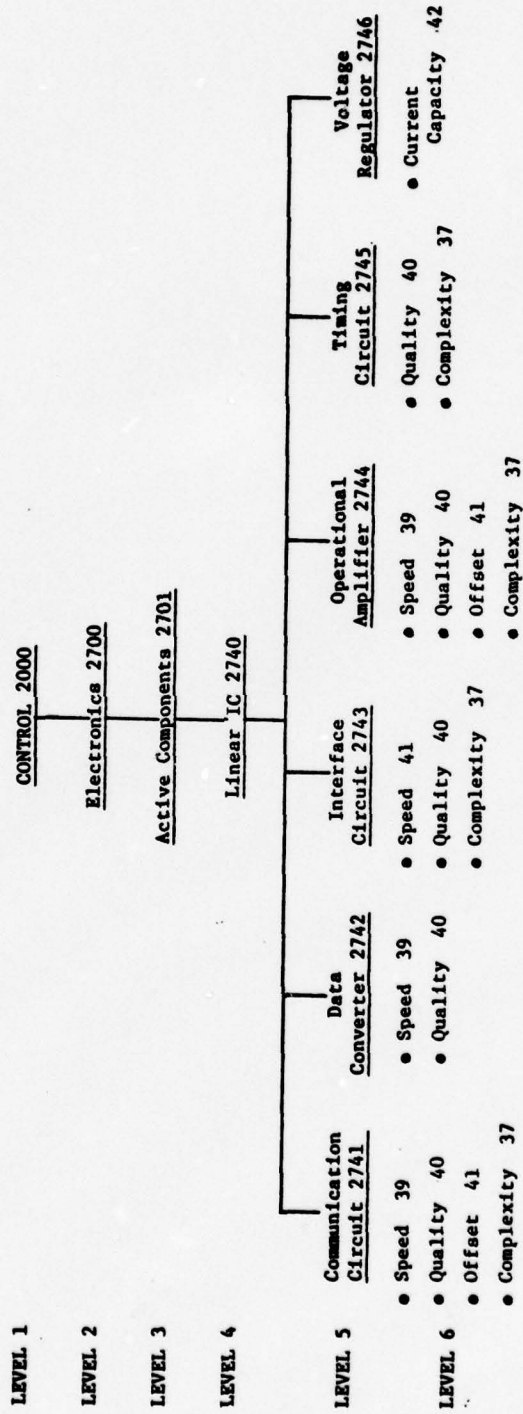 LEVEL 1
CONTROL 2000
LEVEL 2
Electronics 2700
LEVEL 3
Active Components 2701
LEVEL 4
Linear IC 2740
LEVEL 5
Communication
Circuit 2741
Data
Converter 2742
Interface
Circuit 2743
Operational
Amplifier 2744
Timing
Circuit 2745
Voltage
Regulator 2746
LEVEL 6
• Speed 39
• Quality 40
• Offset 41
• Complexity 37
• Speed 39
• Quality 40
• Speed 41
• Quality 40
• Complexity 37
• Speed 39
• Quality 40
• Offset 41
• Complexity 37
• Quality 40
• Complexity 37
• Current
Capacity 42